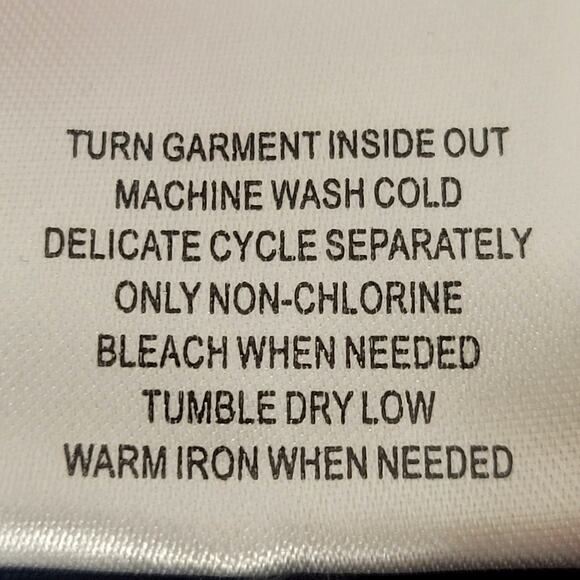 TURN GARMENT INSIDE OUT
MACHINE WASH COLD
DELICATE CYCLE SEPARATELY
ONLY NON-CHLORINE
BLEACH WHEN NEEDED
TUMBLE DRY LOW
WARM IRON WHEN NEEDED